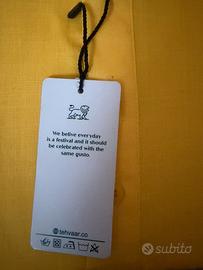 We belive everyday
is a festival and it should
be celebrated with the
same gusto.
@tehvaar.co
subito